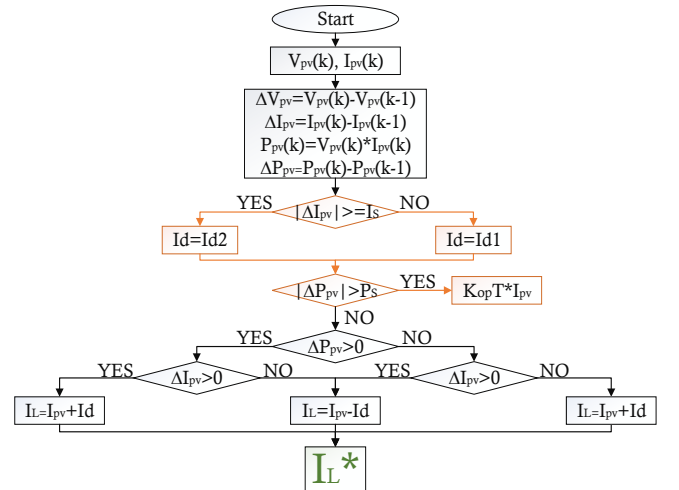 Start
Vpv(k), Ipv(k)
ΔVpv=Vpv(k)-Vpv(k-1)
ΔIpv=Ipv(k)-Ipv(k-1)
Ppv(k)=Vpv(k)*Ipv(k)
ΔPpv=Ppv(k)-Ppv(k-1)
YES
|ΔIpv|>=Is
NO
Id=Id2
Id=Id1
|ΔPpv|>Ps
YES
KopT*Ipv
NO
YES
ΔPpv>0
NO
YES
ΔIpv>0
NO
YES
ΔIpv>0
NO
IL=Ipv+Id
IL=Ipv-Id
IL=Ipv+Id
IL*